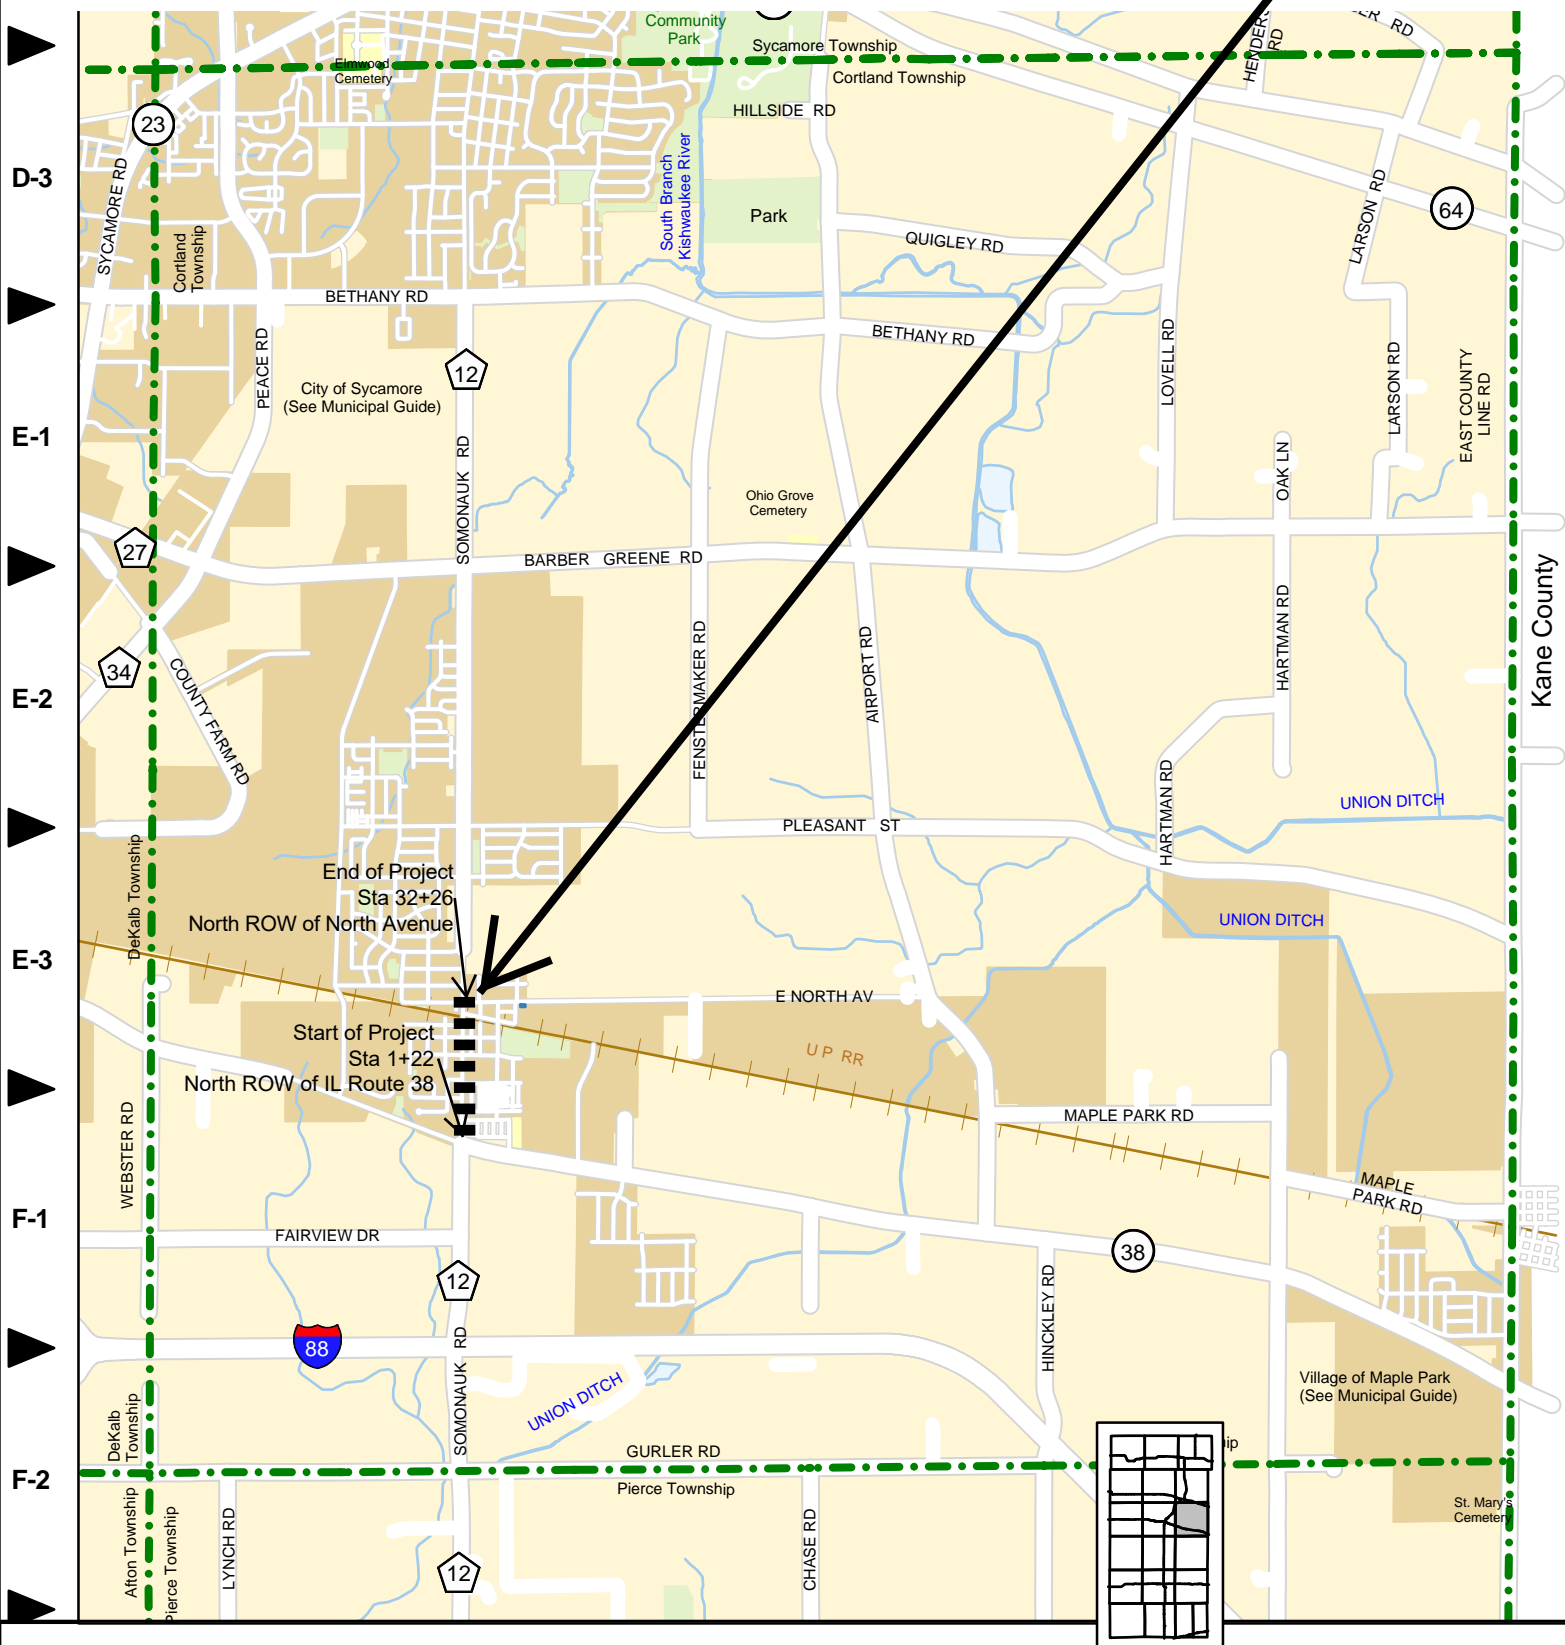 Community
Park
ER RD
HENDERS
RD
Sycamore Township
Elmwood
Cemetery
Cortland Township
HILLSIDE RD
23
D-3
SYCAMORE RD
South Branch
Kishwaukee River
LARSON RD
64
Park
Cortland
Township
QUIGLEY RD
BETHANY RD
BETHANY RD
PEACE RD
LOVELL RD
LARSON RD
EAST COUNTY
LINE RD
12
City of Sycamore
(See Municipal Guide)
E-1
SOMONAUK RD
OAK LN
Ohio Grove
Cemetery
27
BARBER GREENE RD
Kane County
34
COUNTY FARM RD
FENSTERMAKER RD
AIRPORT RD
HARTMAN RD
E-2
HARTMAN RD
UNION DITCH
PLEASANT ST
DeKalb Township
End of Project
Sta 32+26
North ROW of North Avenue
UNION DITCH
E-3
E NORTH AV
Start of Project
Sta 1+22
North ROW of IL Route 38
U P RR
MAPLE PARK RD
WEBSTER RD
MAPLE
PARK RD
F-1
FAIRVIEW DR
38
12
HINCKLEY RD
88
SOMONAUK RD
UNION DITCH
Village of Maple Park
(See Municipal Guide)
DeKalb
Township
GURLER RD
ip
F-2
Pierce Township
St. Mary's
Cemetery
Afton Township
Pierce Township
LYNCH RD
12
CHASE RD